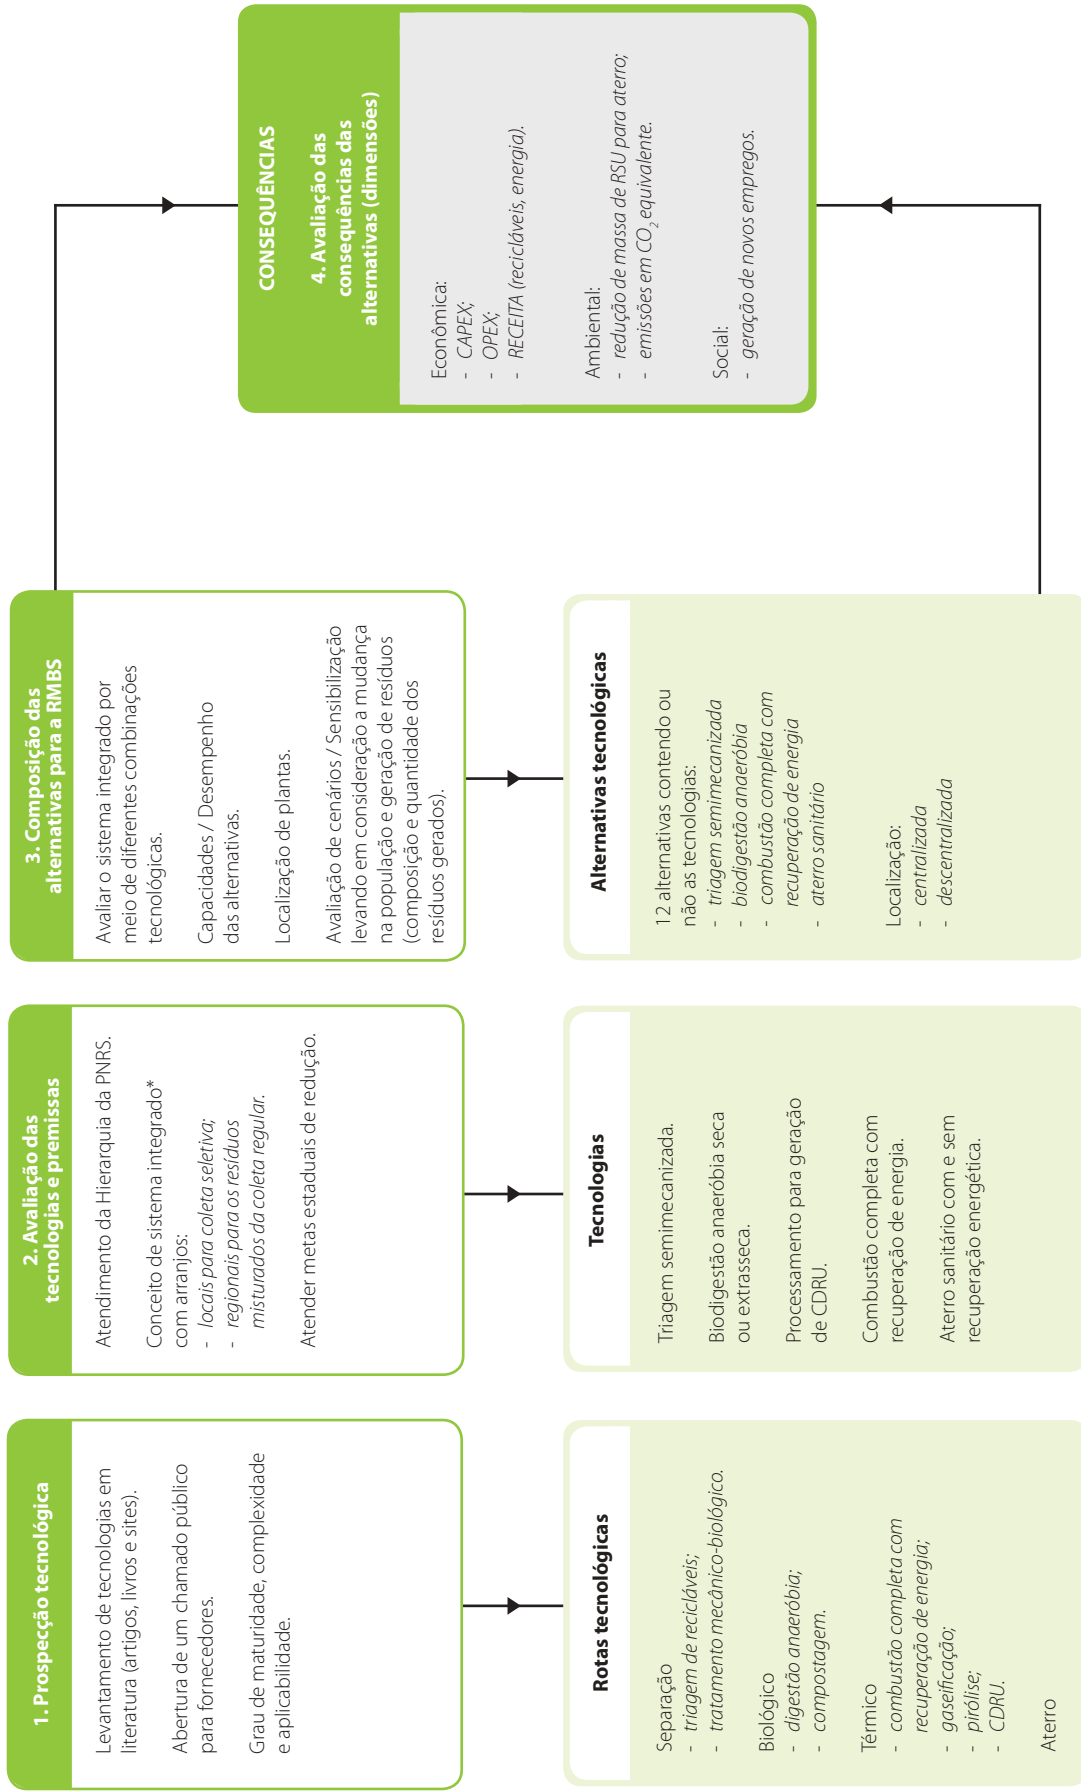 1. Prospecção tecnológica
Levantamento de tecnologias em
literatura (artigos, livros e sites).
Abertura de um chamado público
para fornecedores.
Grau de maturidade, complexidade
e aplicabilidade.
Rotas tecnológicas
Separação
- triagem de recicláveis;
- tratamento mecânico-biológico.
Biológico
- digestão anaeróbia;
- compostagem.
Térmico
- combustão completa com
recuperação de energia;
- gaseificação;
- pirólise;
- CDRU.
Aterro
2. Avaliação das
tecnologias e premissas
Atendimento da Hierarquia da PNRS.
Conceito de sistema integrado*
com arranjos:
- locais para coleta seletiva;
- regionais para os resíduos
misturados da coleta regular.
Atender metas estaduais de redução.
Tecnologias
Triagem semimecanizada.
Biodigestão anaeróbia seca
ou extrasseca.
Processamento para geração
de CDRU.
Combustão completa com
recuperação de energia.
Aterro sanitário com e sem
recuperação energética.
3. Composição das
alternativas para a RMBS
Avaliar o sistema integrado por
meio de diferentes combinações
tecnológicas.
Capacidades / Desempenho
das alternativas.
Localização de plantas.
Avaliação de cenários / Sensibilização
levando em consideração a mudança
na população e geração de resíduos
(composição e quantidade dos
resíduos gerados).
Alternativas tecnológicas
12 alternativas contendo ou
não as tecnologias:
- triagem semimecanizada
- biodigestão anaeróbia
- combustão completa com
recuperação de energia
- aterro sanitário
Localização:
- centralizada
- descentralizada
CONSEQUÊNCIAS
4. Avaliação das
consequências das
alternativas (dimensões)
Econômica:
- CAPEX;
- OPEX;
- RECEITA (recicláveis, energia).
Ambiental:
- redução de massa de RSU para aterro;
- emissões em CO₂ equivalente.
Social:
- geração de novos empregos.